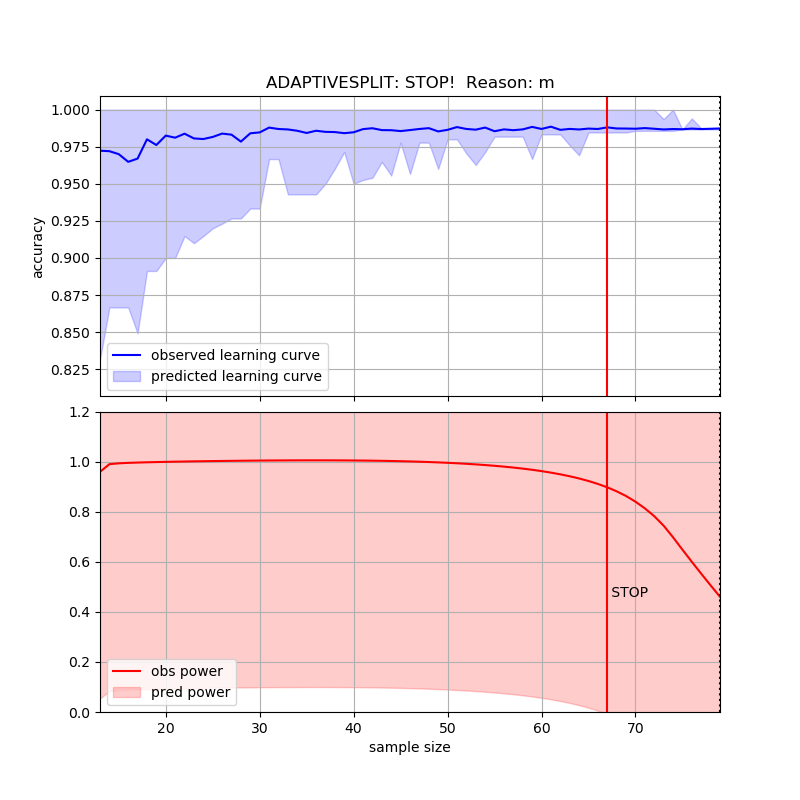 ADAPTIVESPLIT: STOP!  Reason: m
1.000
0.975
0.950
0.925
0.900
0.875
0.850
0.825
accuracy
observed learning curve
predicted learning curve
1.2
1.0
0.8
0.6
0.4
0.2
0.0
STOP
obs power
pred power
20 30 40 50 60 70
sample size